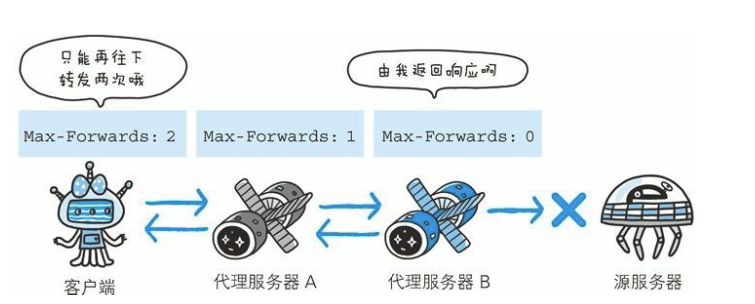 只能再往下
转发两次哦
由我返回响应啊
Max-Forwards: 2
Max-Forwards: 1
Max-Forwards: 0
客户端
代理服务器 A
代理服务器 B
源服务器